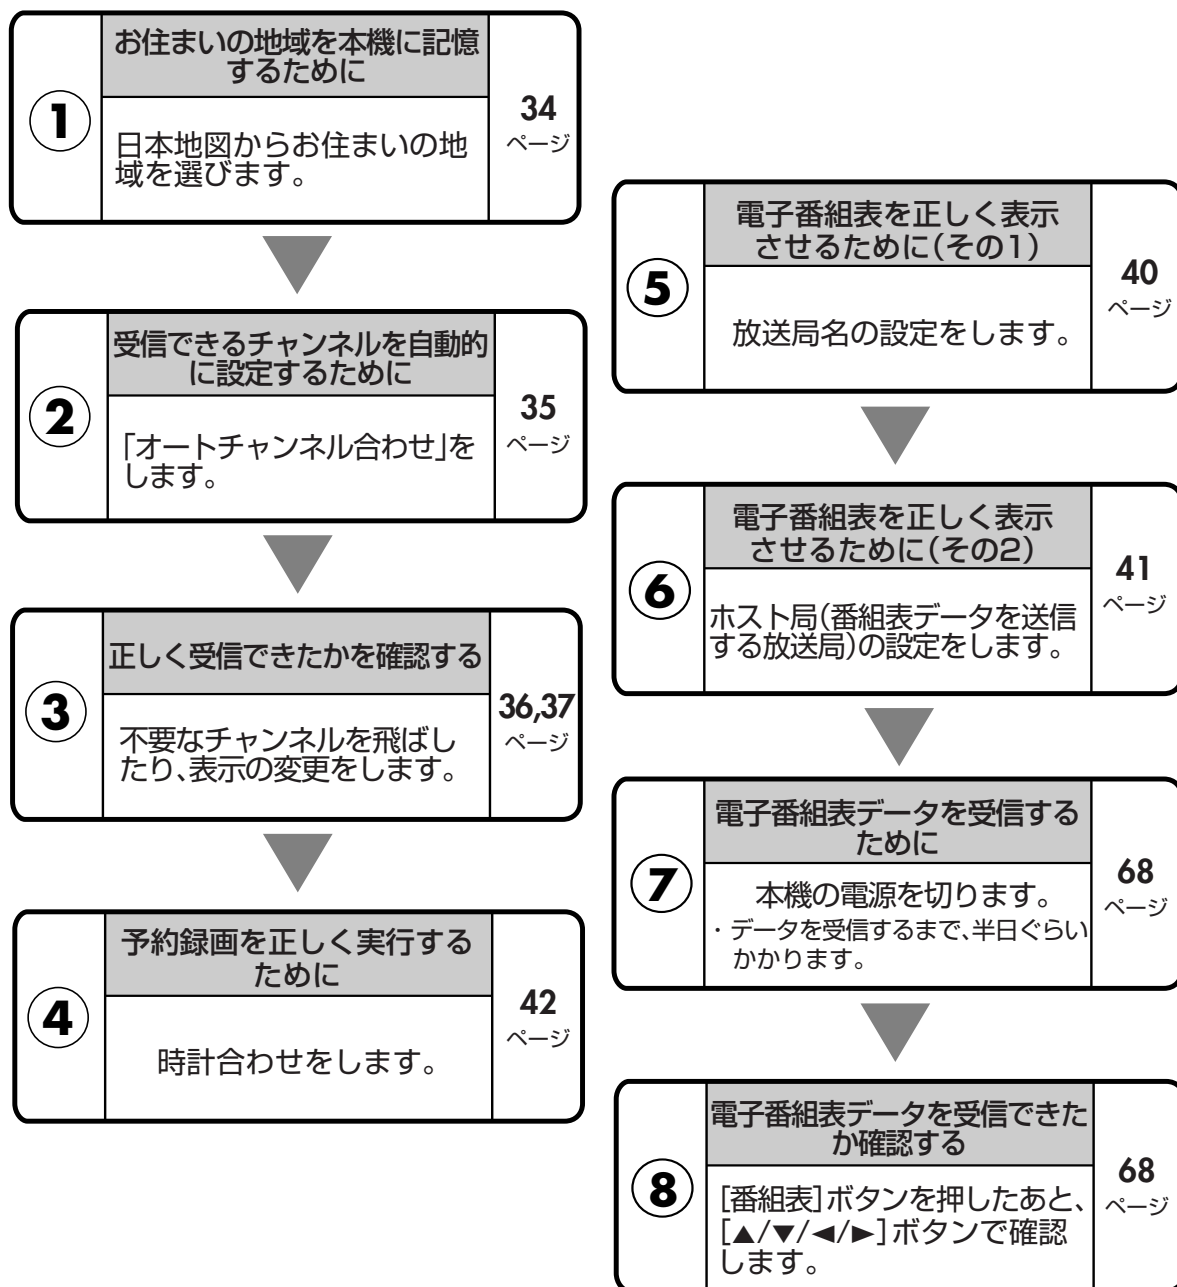 ①
お住まいの地域を本機に記憶
するために
日本地図からお住まいの地
域を選びます。
34
ページ
②
受信できるチャンネルを自動的
に設定するために
「オートチャンネル合わせ」を
します。
35
ページ
③
正しく受信できたかを確認する
不要なチャンネルを飛ばし
たり、表示の変更をします。
36,37
ページ
④
予約録画を正しく実行する
ために
時計合わせをします。
42
ページ
⑤
電子番組表を正しく表示
させるために(その1)
放送局名の設定をします。
40
ページ
⑥
電子番組表を正しく表示
させるために(その2)
ホスト局(番組表データを送信
する放送局)の設定をします。
41
ページ
⑦
電子番組表データを受信する
ために
本機の電源を切ります。
・データを受信するまで、半日ぐらい
かかります。
68
ページ
⑧
電子番組表データを受信できた
か確認する
[番組表]ボタンを押したあと、
[▲/▼/◄/►]ボタンで確認
します。
68
ページ